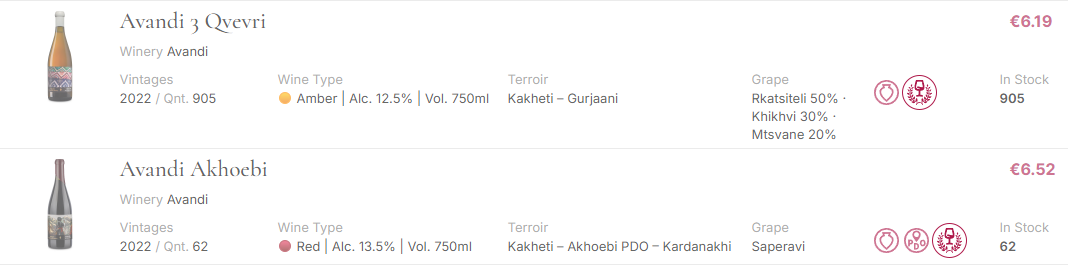 Avandi 3 Qvevri
€6.19
Winery Avandi
Vintages
Wine Type
Terroir
Grape
In Stock
2022 / Qnt. 905
Amber | Alc. 12.5% | Vol. 750ml
Kakheti – Gurjaani
Rkatsiteli 50% ·
Khikhvi 30% ·
Mtsvane 20%
905
Avandi Akhoebi
€6.52
Winery Avandi
Vintages
Wine Type
Terroir
Grape
In Stock
2022 / Qnt. 62
Red | Alc. 13.5% | Vol. 750ml
Kakheti – Akhoebi PDO – Kardanakhi
Saperavi
PDO
62